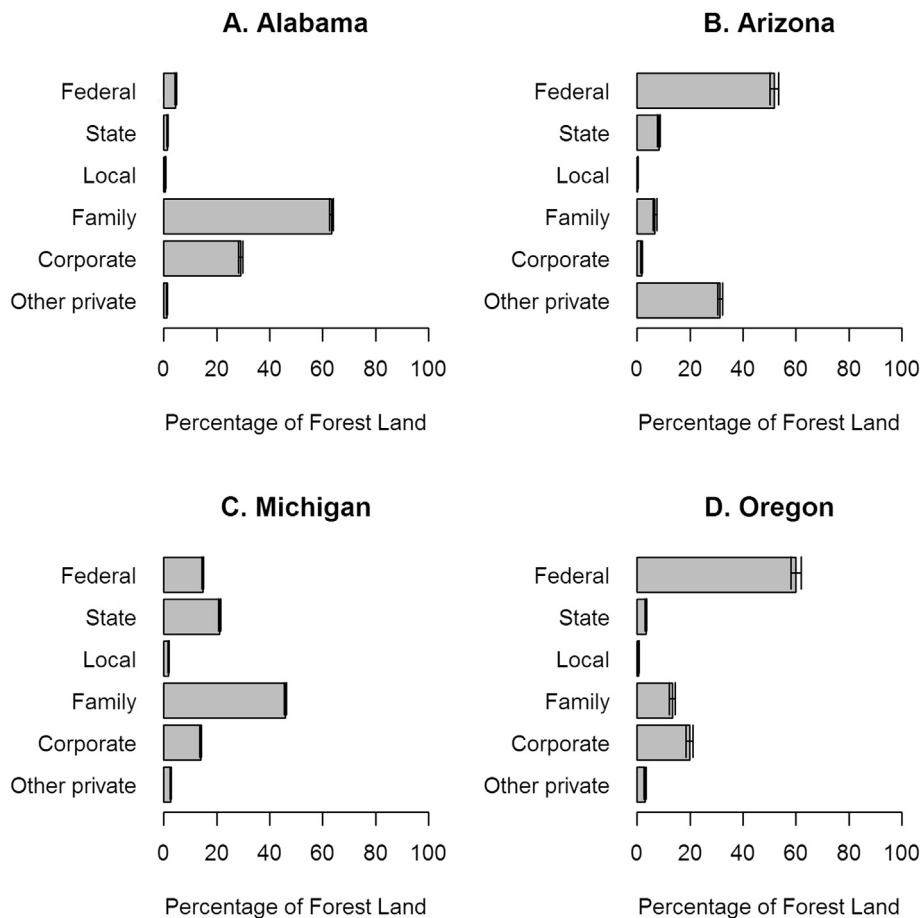 A. Alabama
Federal
State
Local
Family
Corporate
Other private
0 20 40 60 80 100
Percentage of Forest Land
B. Arizona
Federal
State
Local
Family
Corporate
Other private
0 20 40 60 80 100
Percentage of Forest Land
C. Michigan
Federal
State
Local
Family
Corporate
Other private
0 20 40 60 80 100
Percentage of Forest Land
D. Oregon
Federal
State
Local
Family
Corporate
Other private
0 20 40 60 80 100
Percentage of Forest Land